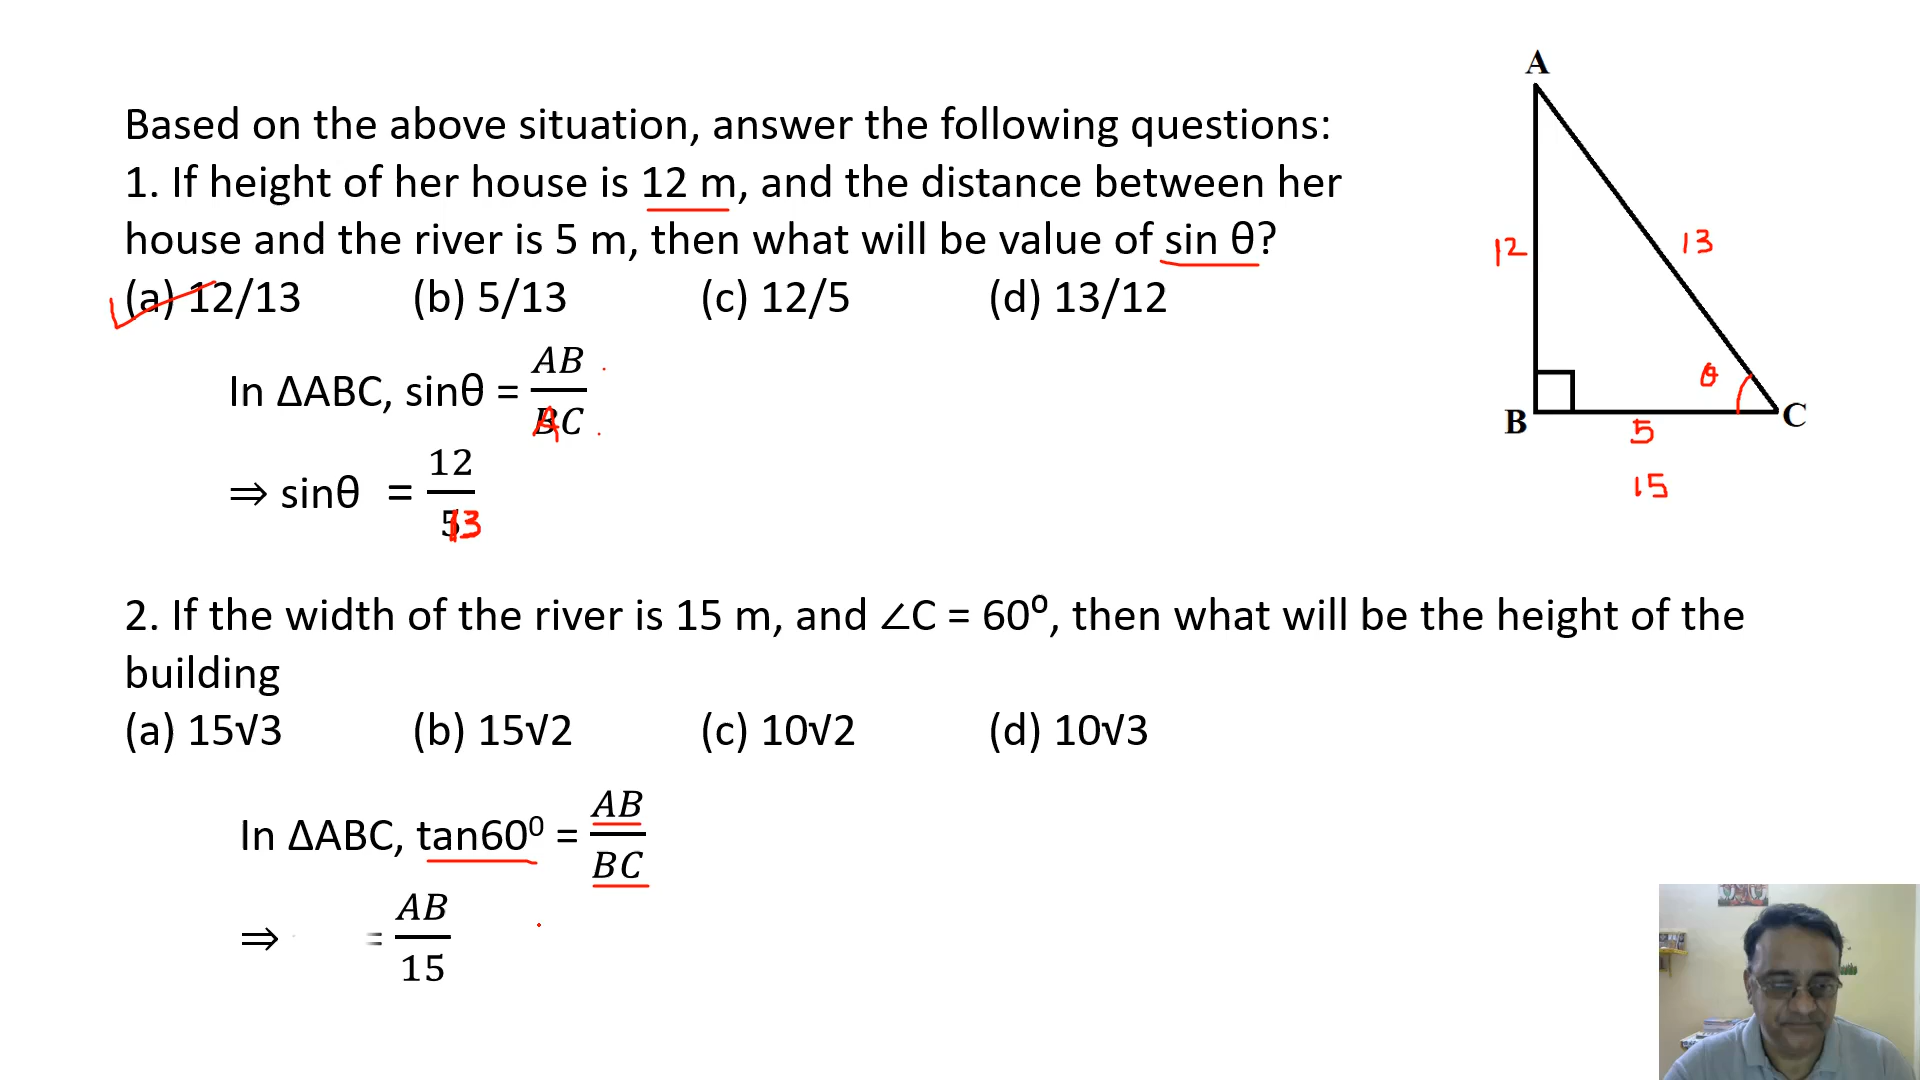 Based on the above situation, answer the following questions:
1. If height of her house is 12 m, and the distance between her
house and the river is 5 m, then what will be value of sin θ?
(a) 12/13 (b) 5/13 (c) 12/5 (d) 13/12
In ΔABC, sinθ = AB/AC
⇒ sinθ = 12/13
2. If the width of the river is 15 m, and ∠C = 60⁰, then what will be the height of the
building
(a) 15√3 (b) 15√2 (c) 10√2 (d) 10√3
In ΔABC, tan60⁰ = AB/BC
⇒ = AB/15
A
12
13
θ
B
C
5
15